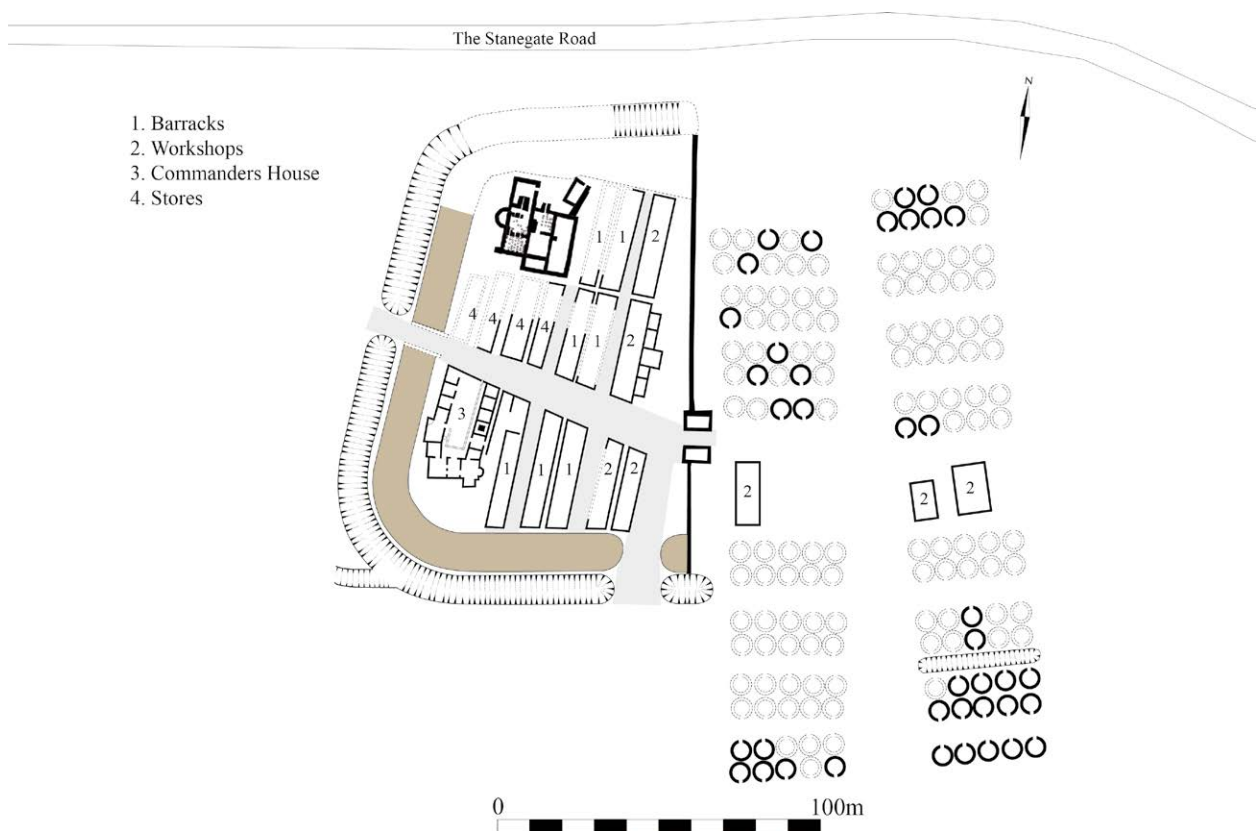 The Stanegate Road
N
1. Barracks
2. Workshops
3. Commanders House
4. Stores
1 1 2
4 4 4 4 1 1 2
3
1 1 1 2 2
2
2 2
0 100m